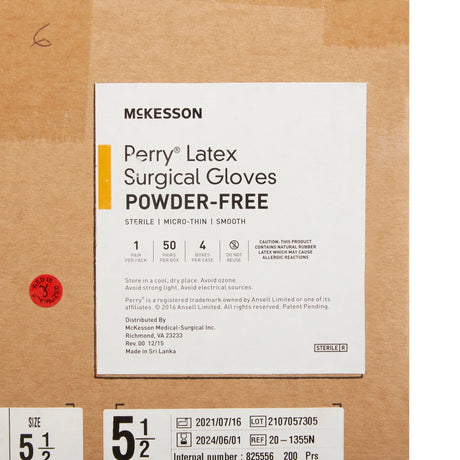 6
McKESSON
Perry® Latex
Surgical Gloves
POWDER-FREE
STERILE | MICRO-THIN | SMOOTH
1
PAIR
PER PACK
50
PAIRS
PER BOX
4
BOXES
PER CASE
DO NOT
REUSE
CAUTION: THIS PRODUCT
CONTAINS NATURAL RUBBER
LATEX WHICH MAY CAUSE
ALLERGIC REACTIONS
Store in a cool, dry place. Avoid ozone.
Avoid strong light. Avoid electrical sources.
Perry® is a registered trademark owned by Ansell Limited or one of its
affiliates. © 2016 Ansell Limited. All rights reserved. Patents Pending.
Distributed By
McKesson Medical-Surgical Inc.
Richmond, VA 23233
Rev. 00 12/15
Made in Sri Lanka
STERILE R
SIZE
5 1/2
5 1/2
2021/07/16 LOT 2107057305
2024/06/01 REF 20-1355N
Internal number : 825556 200 Prs